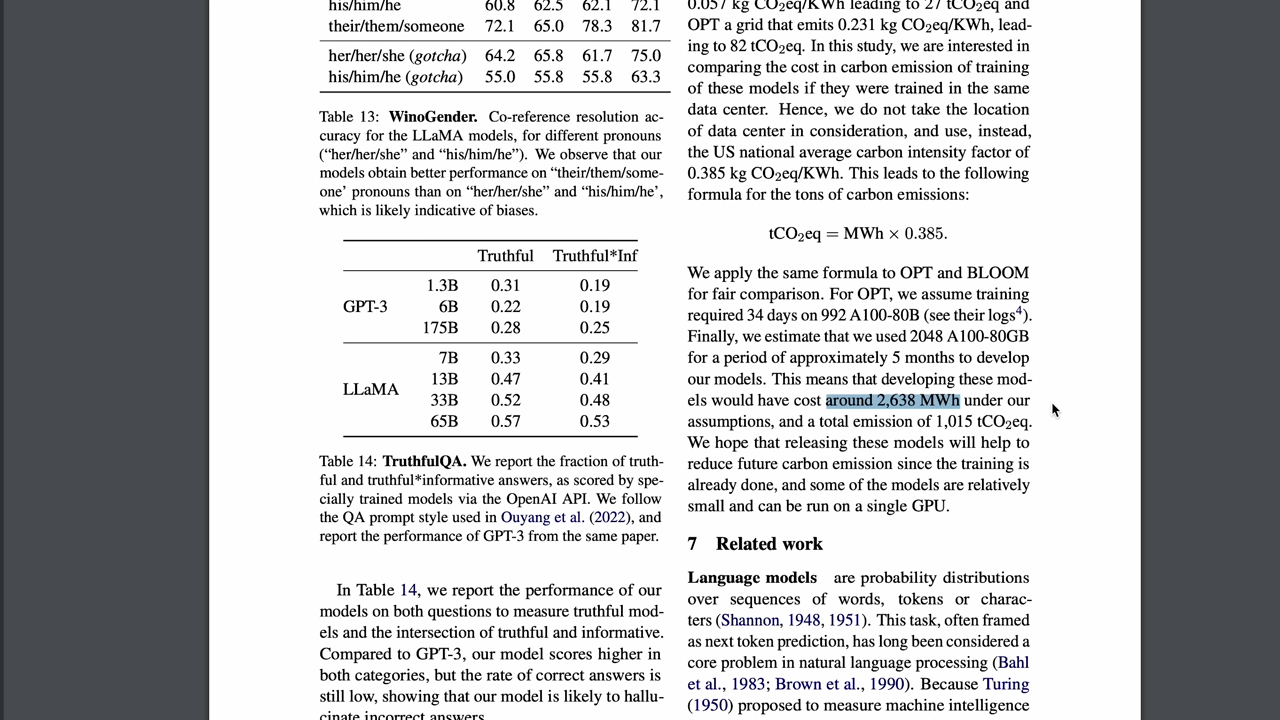 his/him/he 60.8 62.5 62.1 72.1
their/them/someone 72.1 65.0 78.3 81.7
her/her/she (gotcha) 64.2 65.8 61.7 75.0
his/him/he (gotcha) 55.0 55.8 55.8 63.3
Table 13: WinoGender. Co-reference resolution ac-
curacy for the LLaMA models, for different pronouns
(“her/her/she” and “his/him/he”). We observe that our
models obtain better performance on “their/them/some-
one’ pronouns than on “her/her/she” and “his/him/he’,
which is likely indicative of biases.
Truthful Truthful*Inf
GPT-3
1.3B 0.31 0.19
6B 0.22 0.19
175B 0.28 0.25
LLaMA
7B 0.33 0.29
13B 0.47 0.41
33B 0.52 0.48
65B 0.57 0.53
Table 14: TruthfulQA. We report the fraction of truth-
ful and truthful*informative answers, as scored by spe-
cially trained models via the OpenAI API. We follow
the QA prompt style used in Ouyang et al. (2022), and
report the performance of GPT-3 from the same paper.
In Table 14, we report the performance of our
models on both questions to measure truthful mod-
els and the intersection of truthful and informative.
Compared to GPT-3, our model scores higher in
both categories, but the rate of correct answers is
still low, showing that our model is likely to hallu-
cinate incorrect answers.
0.057 kg CO2eq/KWh leading to 27 tCO2eq and
OPT a grid that emits 0.231 kg CO2eq/KWh, lead-
ing to 82 tCO2eq. In this study, we are interested in
comparing the cost in carbon emission of training
of these models if they were trained in the same
data center. Hence, we do not take the location
of data center in consideration, and use, instead,
the US national average carbon intensity factor of
0.385 kg CO2eq/KWh. This leads to the following
formula for the tons of carbon emissions:
tCO2eq = MWh × 0.385.
We apply the same formula to OPT and BLOOM
for fair comparison. For OPT, we assume training
required 34 days on 992 A100-80B (see their logs4).
Finally, we estimate that we used 2048 A100-80GB
for a period of approximately 5 months to develop
our models. This means that developing these mod-
els would have cost around 2,638 MWh under our
assumptions, and a total emission of 1,015 tCO2eq.
We hope that releasing these models will help to
reduce future carbon emission since the training is
already done, and some of the models are relatively
small and can be run on a single GPU.
7 Related work
Language models are probability distributions
over sequences of words, tokens or charac-
ters (Shannon, 1948, 1951). This task, often framed
as next token prediction, has long been considered a
core problem in natural language processing (Bahl
et al., 1983; Brown et al., 1990). Because Turing
(1950) proposed to measure machine intelligence